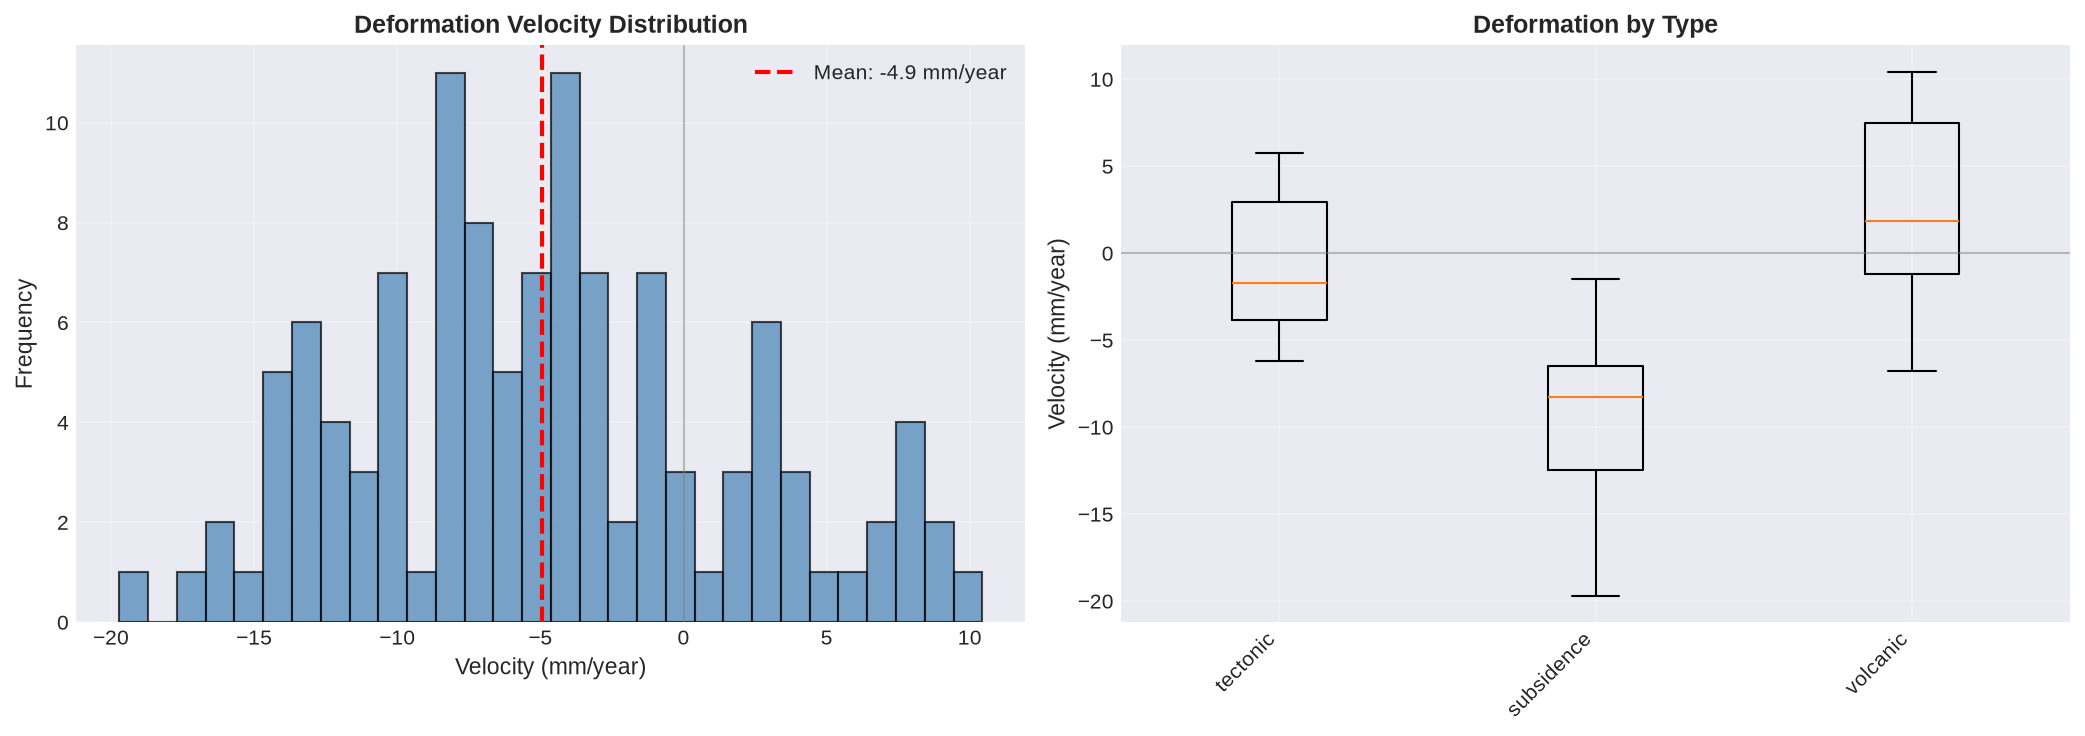 Deformation Velocity Distribution
Mean: -4.9 mm/year
Frequency
10
8
6
4
2
0
−20 −15 −10 −5 0 5 10
Velocity (mm/year)
Deformation by Type
Velocity (mm/year)
10
5
0
−5
−10
−15
−20
tectonic
subsidence
volcanic